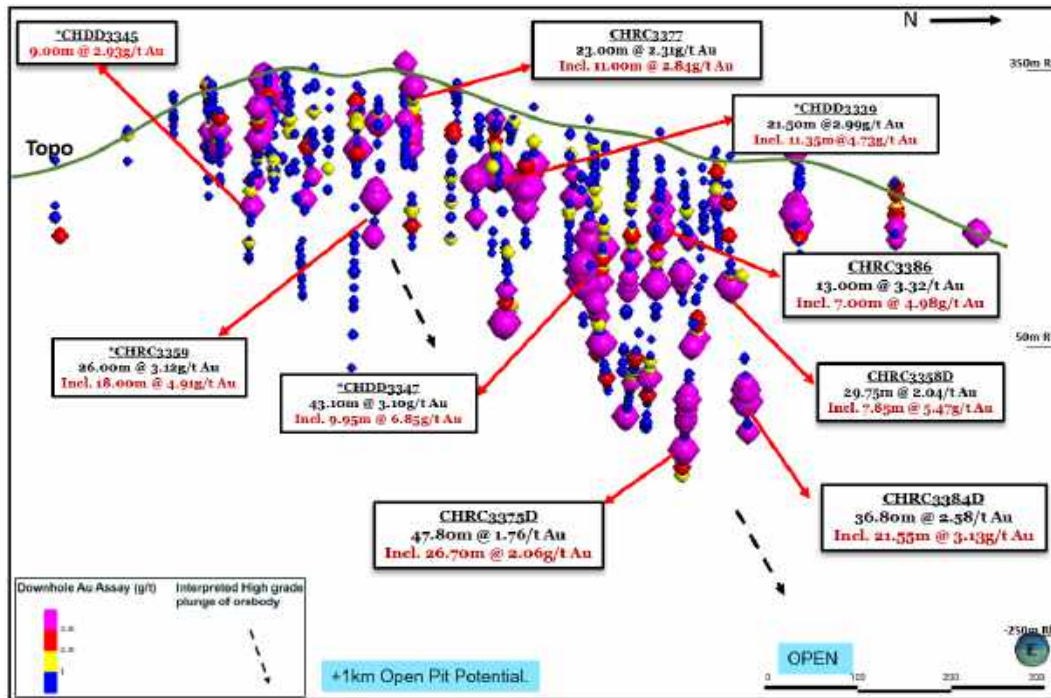 N
*CHDD3345
9.00m @ 2.93g/t Au
CHRC3377
23.00m @ 2.31g/t Au
Incl. 11.00m @ 2.84g/t Au
350m R
*CHDD3339
21.50m @2.99g/t Au
Incl. 11.35m@4.73g/t Au
Topo
CHRC3386
13.00m @ 3.32/t Au
Incl. 7.00m @ 4.98g/t Au
50m R
*CHRC3359
26.00m @ 3.12g/t Au
Incl. 18.00m @ 4.91g/t Au
*CHDD3347
43.10m @ 3.10g/t Au
Incl. 9.95m @ 6.85g/t Au
CHRC3358D
29.75m @ 2.04/t Au
Incl. 7.85m @ 5.47g/t Au
CHRC3375D
47.80m @ 1.76/t Au
Incl. 26.70m @ 2.06g/t Au
CHRC3384D
36.80m @ 2.58/t Au
Incl. 21.55m @ 3.13g/t Au
Downhole Au Assay (g/t)
Interpreted High grade
plunge of orebody
1
+1km Open Pit Potential.
OPEN
-250m R
E
0 100 200 300